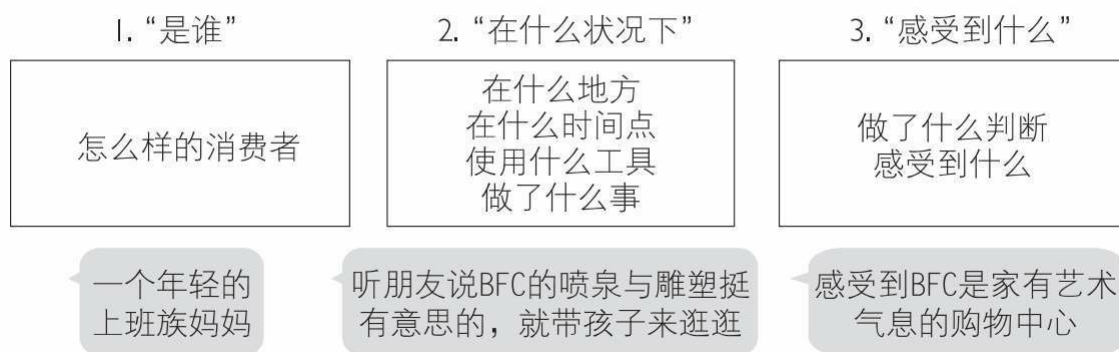 1. “是谁”
怎么样的消费者
一个年轻的
上班族妈妈
2. “在什么状况下”
在什么地方
在什么时间点
使用什么工具
做了什么事
听朋友说BFC的喷泉与雕塑挺
有意思的，就带孩子来逛逛
3. “感受到什么”
做了什么判断
感受到什么
感受到BFC是家有艺术
气息的购物中心